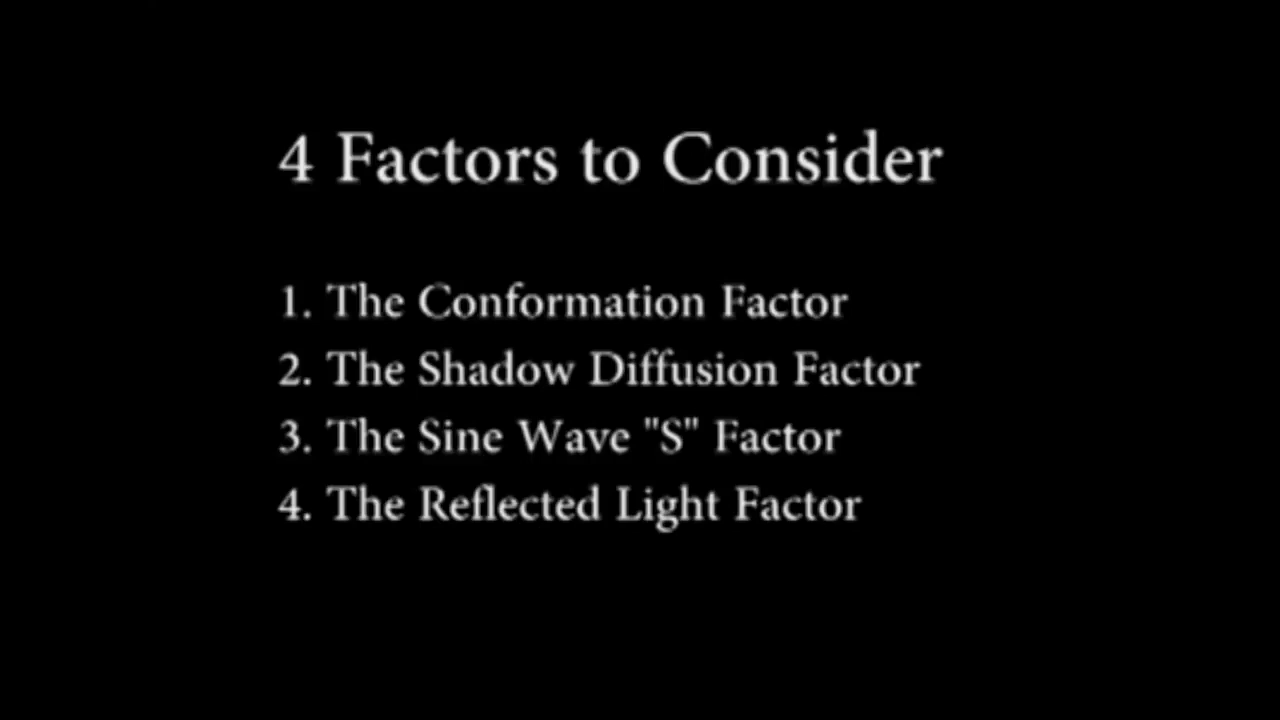 4 Factors to Consider
1. The Conformation Factor
2. The Shadow Diffusion Factor
3. The Sine Wave "S" Factor
4. The Reflected Light Factor